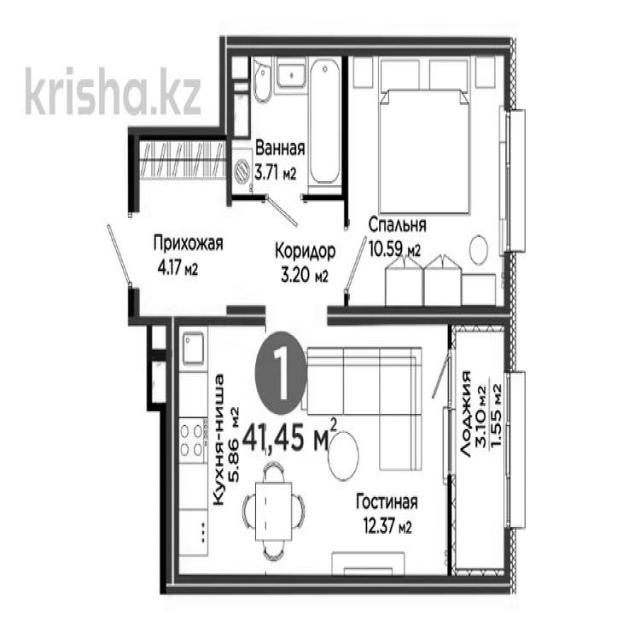 krisha.kz
Ванная
3.71 м2
Спальня
10.59 м2
Прихожая
4.17 м2
Коридор
3.20 м2
1
41,45 м2
Кухня-ниша
5.86 м2
Гостиная
12.37 м2
Лоджия
3.10 м2
1.55 м2